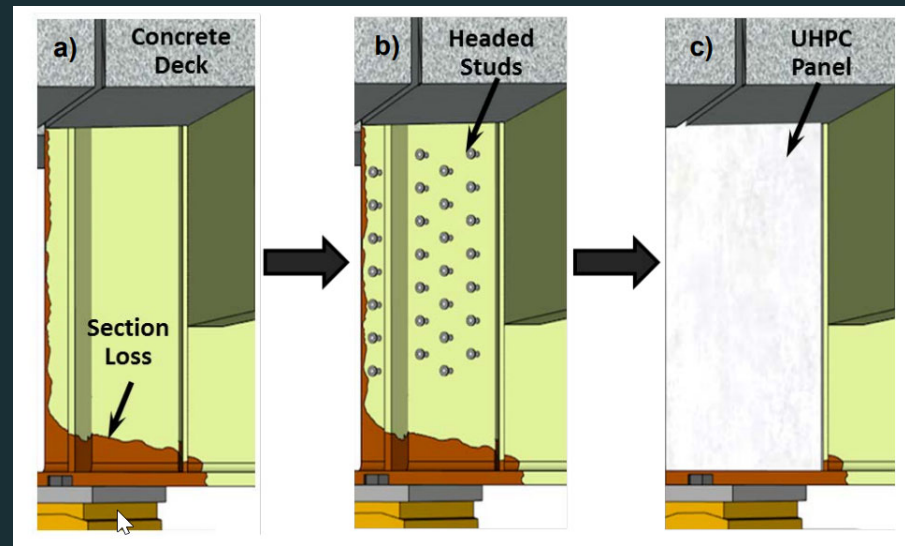 a)
Concrete
Deck
Section
Loss
b)
Headed
Studs
c)
UHPC
Panel